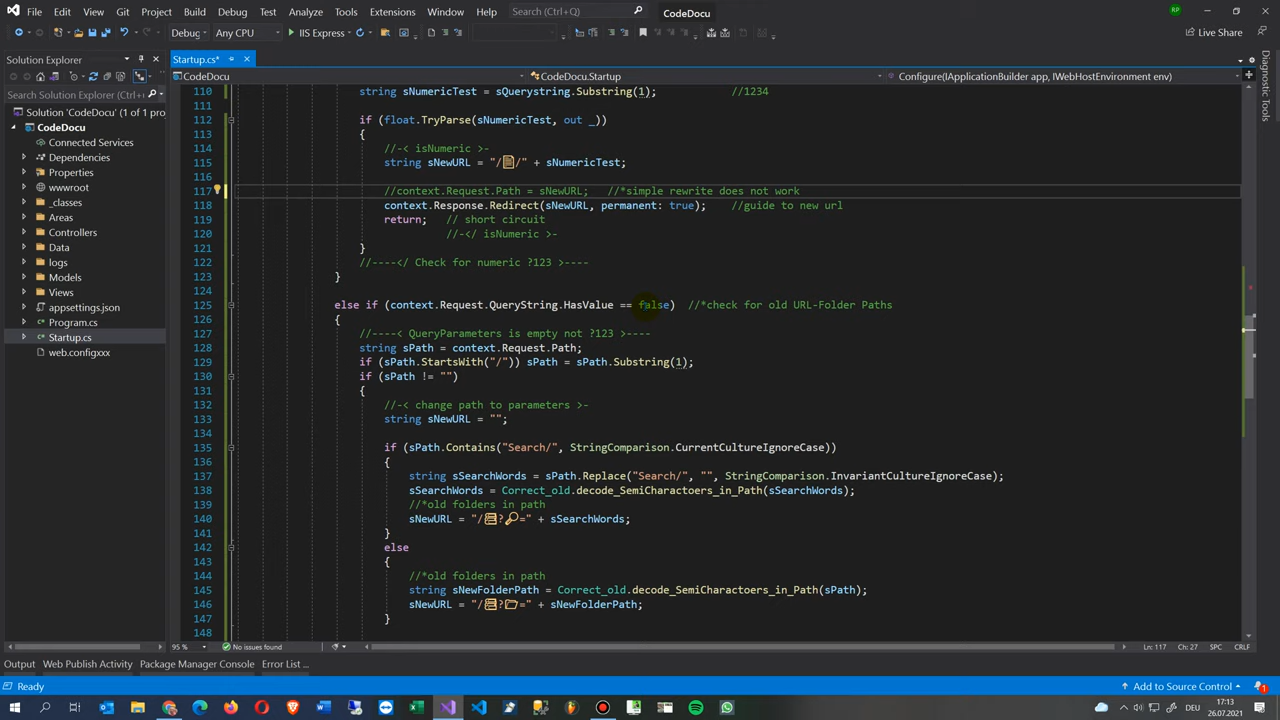 File Edit View Git Project Build Debug Test Analyze Tools Extensions Window Help Search (Ctrl+Q) CodeDocu RP
Debug Any CPU IIS Express Live Share
Solution Explorer
Startup.cs*
CodeDocu CodeDocu.Startup Configure(IApplicationBuilder app, IWebHostEnvironment env)
Search Solution Explorer (Ctrl+Ü)
Solution 'CodeDocu' (1 of 1 proj
CodeDocu
Connected Services
Dependencies
Properties
wwwroot
_classes
Areas
Controllers
Data
logs
Models
Views
appsettings.json
Program.cs
Startup.cs
web.configxxx
Diagnostic Tools
110 string sNumericTest = sQuerystring.Substring(1); //1234
111
112 if (float.TryParse(sNumericTest, out _))
113 {
114 //-< isNumeric >-
115 string sNewURL = "/📄/" + sNumericTest;
116
117 //context.Request.Path = sNewURL; //*simple rewrite does not work
118 context.Response.Redirect(sNewURL, permanent: true); //guide to new url
119 return; // short circuit
120 //-</ isNumeric >-
121 }
122 //----</ Check for numeric ?123 >----
123 }
124
125 else if (context.Request.QueryString.HasValue == false) //*check for old URL-Folder Paths
126 {
127 //----< QueryParameters is empty not ?123 >----
128 string sPath = context.Request.Path;
129 if (sPath.StartsWith("/")) sPath = sPath.Substring(1);
130 if (sPath != "")
131 {
132 //-< change path to parameters >-
133 string sNewURL = "";
135 if (sPath.Contains("Search/", StringComparison.CurrentCultureIgnoreCase))
136 {
137 string sSearchWords = sPath.Replace("Search/", "", StringComparison.InvariantCultureIgnoreCase);
138 sSearchWords = Correct_old.decode_SemiCharactoers_in_Path(sSearchWords);
139 //*old folders in path
140 sNewURL = "/🗄?🔎=" + sSearchWords;
141 }
142 else
143 {
144 //*old folders in path
145 string sNewFolderPath = Correct_old.decode_SemiCharactoers_in_Path(sPath);
146 sNewURL = "/🗄?📂=" + sNewFolderPath;
147 }
148
95 % No issues found Ln: 117 Ch: 27 SPC CRLF
Output Web Publish Activity Package Manager Console Error List ...
Ready Add to Source Control 1
DEU 17:13
26.07.2021